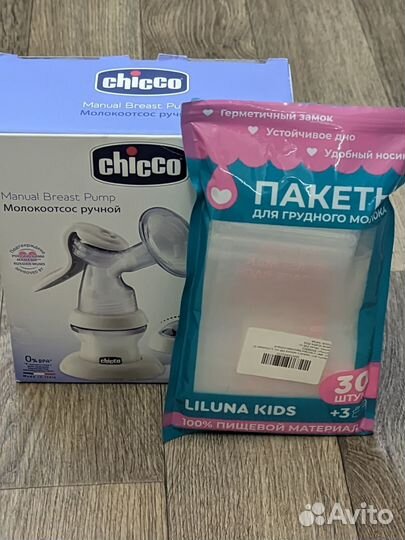 chicco
Manual Breast Pump
Молокоотсос ручной
chicco
Manual Breast Pump
Молокоотсос ручной
0% BPA
chicco
Герметичный замок
Устойчивое дно
Удобный носик
ПАКЕТЫ
ДЛЯ ГРУДНОГО МОЛОКА
30
ШТУК
+3
LILUNA KIDS
100% ПИЩЕВОЙ МАТЕРИАЛ
Avito